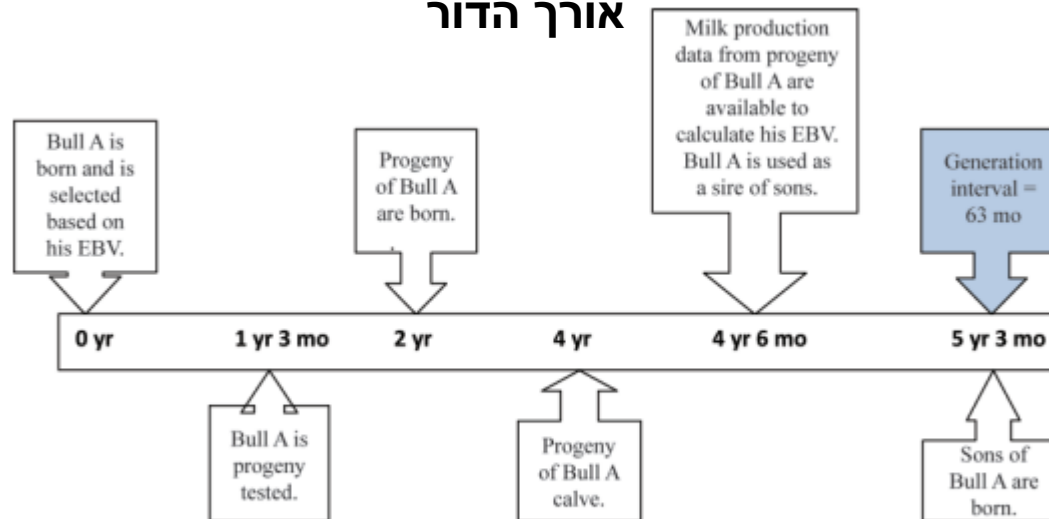 אורך הדור
Milk production
data from progeny
of Bull A are
available to
calculate his EBV.
Bull A is used as
a sire of sons.
Bull A is
born and is
selected
based on
his EBV.
Progeny
of Bull A
are born.
Generation
interval =
63 mo
0 yr
1 yr 3 mo
2 yr
4 yr
4 yr 6 mo
5 yr 3 mo
Bull A is
progeny
tested.
Progeny
of Bull A
calve.
Sons of
Bull A are
born.